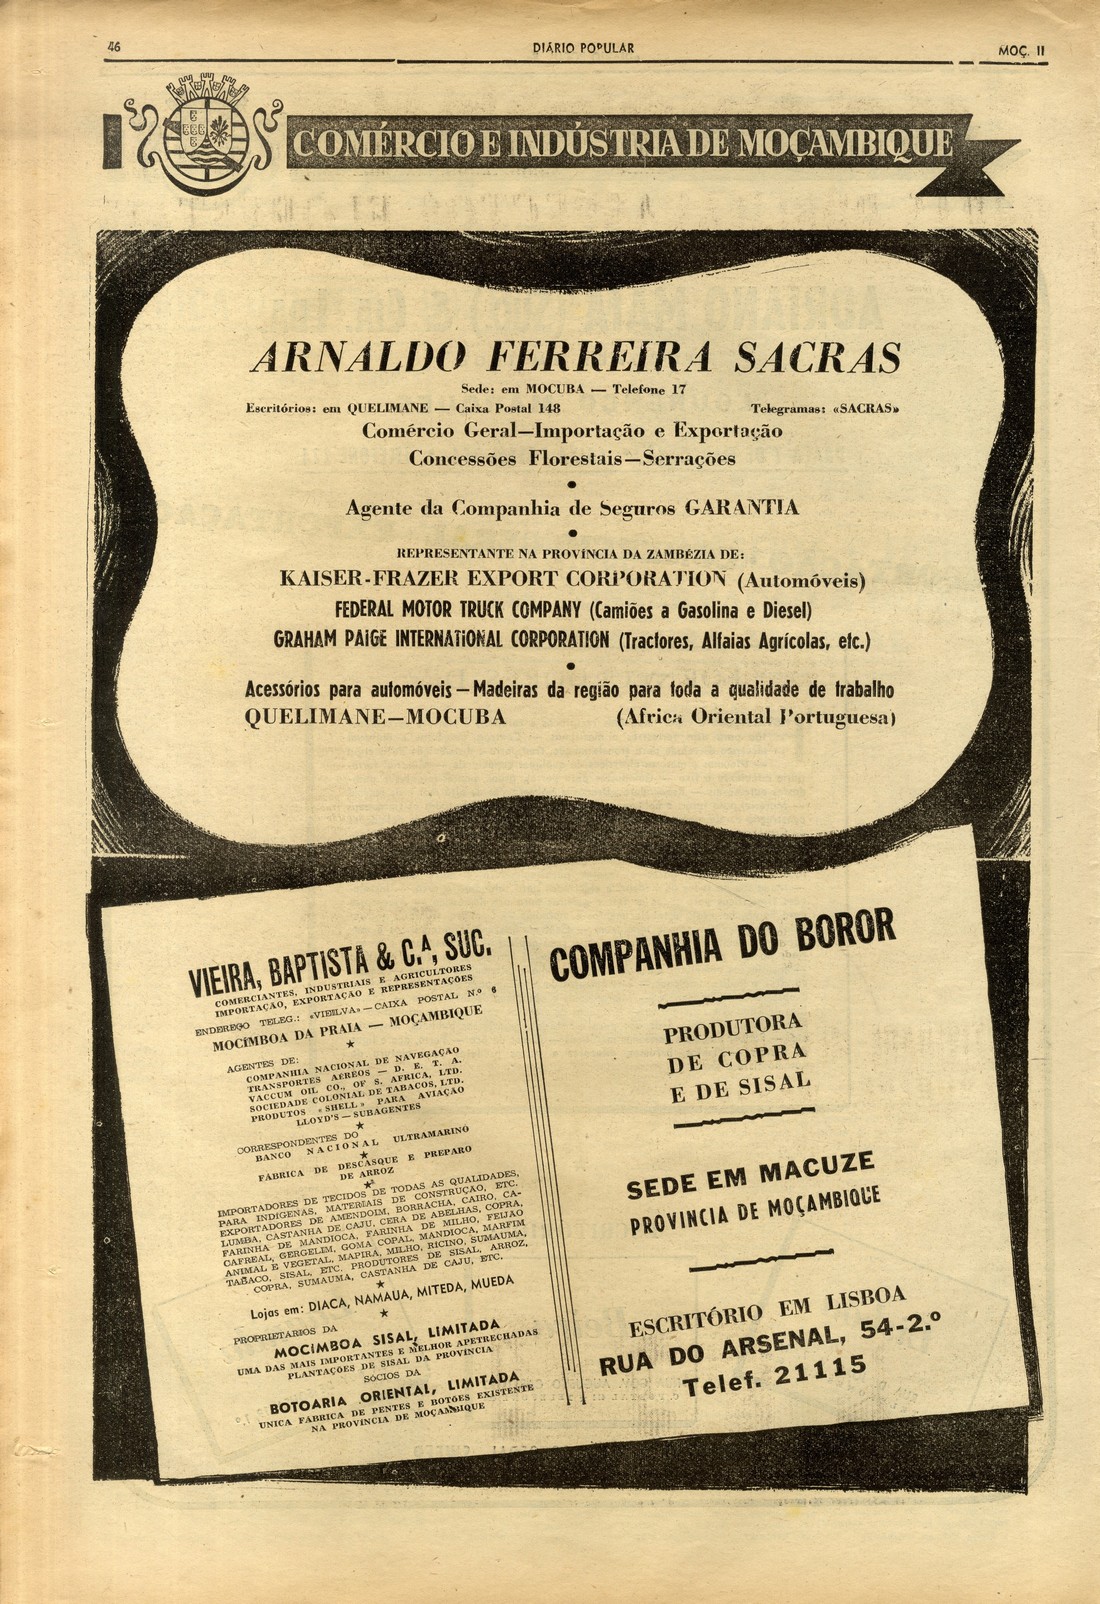 46
DIÁRIO POPULAR
MOÇ. II
COMÉRCIO E INDÚSTRIA DE MOÇAMBIQUE
ARNALDO FERREIRA SACRAS
Sede: em MOCUBA — Telefone 17
Escritórios: em QUELIMANE — Caixa Postal 148 Telegramas: «SACRAS»
Comércio Geral—Importação e Exportação
Concessões Florestais—Serrações
•
Agente da Companhia de Seguros GARANTIA
•
REPRESENTANTE NA PROVÍNCIA DA ZAMBÉZIA DE:
KAISER-FRAZER EXPORT CORPORATION (Automóveis)
FEDERAL MOTOR TRUCK COMPANY (Camiões a Gasolina e Diesel)
GRAHAM PAIGE INTERNATIONAL CORPORATION (Tractores, Alfaias Agrícolas, etc.)
•
Acessórios para automóveis — Madeiras da região para toda a qualidade de trabalho
QUELIMANE—MOCUBA (Africa Oriental Portuguesa)
VIEIRA, BAPTISTA & C.ª, SUC.
COMERCIANTES, INDUSTRIAIS E AGRICULTORES
IMPORTAÇÃO, EXPORTAÇÃO E REPRESENTAÇÕES
ENDEREÇO TELEG.: «VIEILVA» — CAIXA POSTAL N.º 6
MOCÍMBOA DA PRAIA — MOÇAMBIQUE
★
AGENTES DE:
COMPANHIA NACIONAL DE NAVEGAÇÃO
TRANSPORTES AÉREOS — D. E. T. A.
VACCUM OIL CO., OF S. AFRICA, LTD.
SOCIEDADE COLONIAL DE TABACOS, LTD.
PRODUTOS «SHELL» PARA AVIAÇÃO
LLOYD'S — SUBAGENTES
★
CORRESPONDENTES DO
BANCO NACIONAL ULTRAMARINO
★
FÁBRICA DE DESCASQUE E PREPARO
DE ARROZ
★
IMPORTADORES DE TECIDOS DE TODAS AS QUALIDADES,
PARA INDIGENAS, MATERIAIS DE CONSTRUÇÃO, ETC.
EXPORTADORES DE AMENDOIM, BORRACHA, CAIRO, CA-
LUMBA, CASTANHA DE CAJU, CERA DE ABELHAS, COPRA,
FARINHA DE MANDIOCA, FARINHA DE MILHO, FEIJÃO
CAFREAL, GERGELIM, GOMA COPAL, MANDIOCA, MARFIM
ANIMAL E VEGETAL, MAPIRA, MILHO, RICINO, SUMAUMA,
TABACO, SISAL, ETC. PRODUTORES DE SISAL, ARROZ,
COPRA, SUMAUMA, CASTANHA DE CAJU, ETC.
★
Lojas em: DIACA, NAMAUA, MITEDA, MUEDA
★
PROPRIETÁRIOS DA
MOCÍMBOA SISAL, LIMITADA
UMA DAS MAIS IMPORTANTES E MELHOR APETRECHADAS
PLANTAÇÕES DE SISAL DA PROVÍNCIA
SÓCIOS DA
BOTOARIA ORIENTAL, LIMITADA
UNICA FÁBRICA DE PENTES E BOTÕES EXISTENTE
NA PROVÍNCIA DE MOÇAMBIQUE
COMPANHIA DO BOROR
PRODUTORA
DE COPRA
E DE SISAL
SEDE EM MACUZE
PROVINCIA DE MOÇAMBIQUE
ESCRITÓRIO EM LISBOA
RUA DO ARSENAL, 54-2.º
Telef. 21115